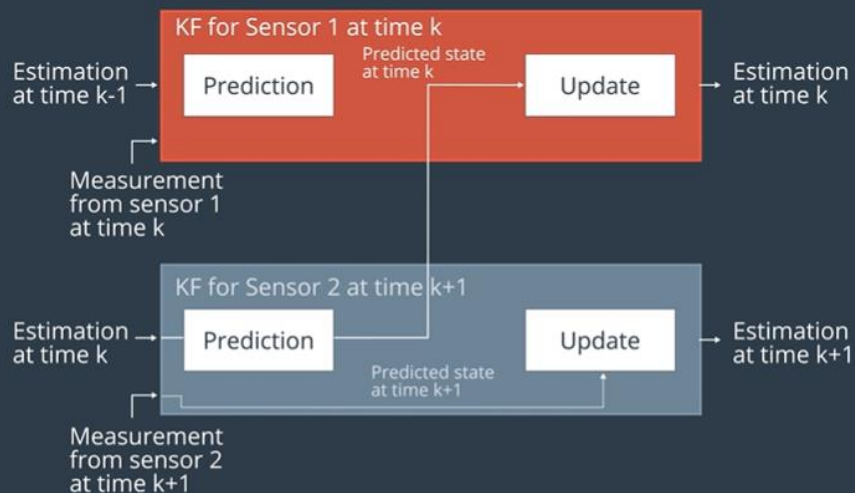 KF for Sensor 1 at time k
Predicted state
at time k
Estimation
at time k-1
Prediction
Update
Estimation
at time k
Measurement
from sensor 1
at time k
KF for Sensor 2 at time k+1
Estimation
at time k
Prediction
Update
Estimation
at time k+1
Predicted state
at time k+1
Measurement
from sensor 2
at time k+1